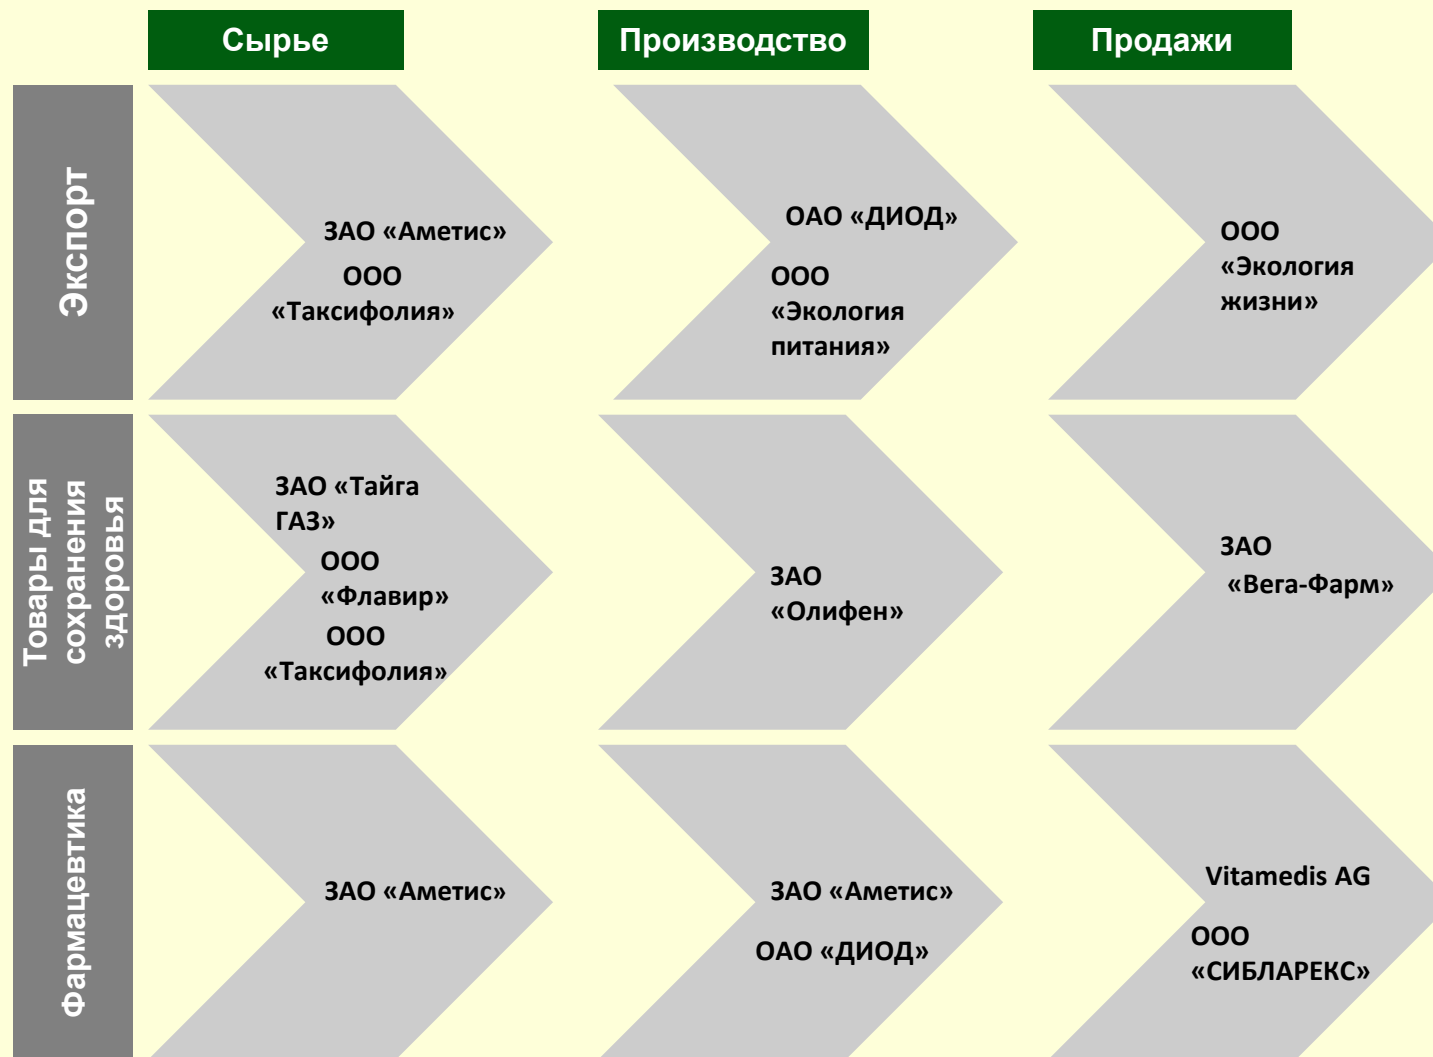 Сырье
Производство
Продажи
Экспорт
ЗАО «Аметис»
ООО
«Таксифолия»
ОАО «ДИОД»
ООО
«Экология
питания»
ООО
«Экология
жизни»
Товары для
сохранения
здоровья
ЗАО «Тайга
ГАЗ»
ООО
«Флавир»
ООО
«Таксифолия»
ЗАО
«Олифен»
ЗАО
«Вега-Фарм»
Фармацевтика
ЗАО «Аметис»
ЗАО «Аметис»
ОАО «ДИОД»
Vitamedis AG
ООО
«СИБЛАРЕКС»